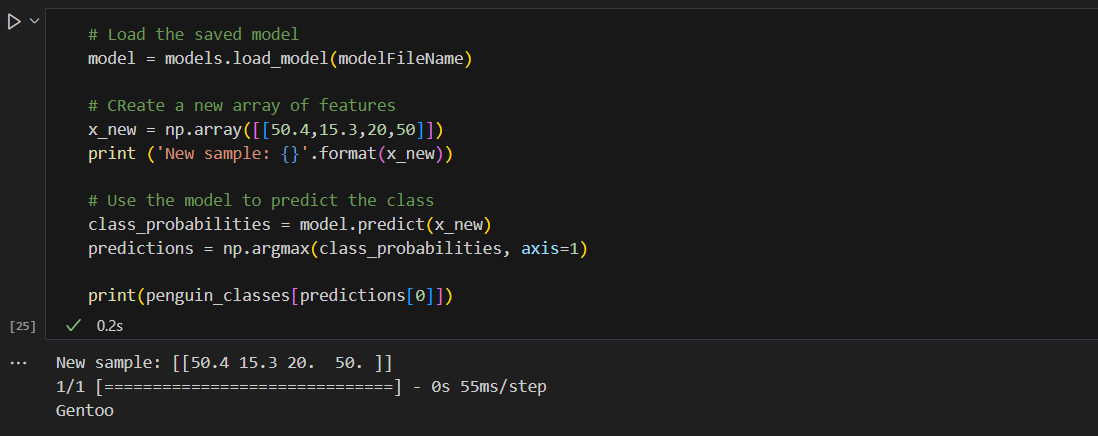 # Load the saved model
model = models.load_model(modelFileName)
# CReate a new array of features
x_new = np.array([[50.4,15.3,20,50]])
print ('New sample: {}'.format(x_new))
# Use the model to predict the class
class_probabilities = model.predict(x_new)
predictions = np.argmax(class_probabilities, axis=1)
print(penguin_classes[predictions[0]])
[25] 0.2s
... New sample: [[50.4 15.3 20.  50. ]]
1/1 [==============================] - 0s 55ms/step
Gentoo